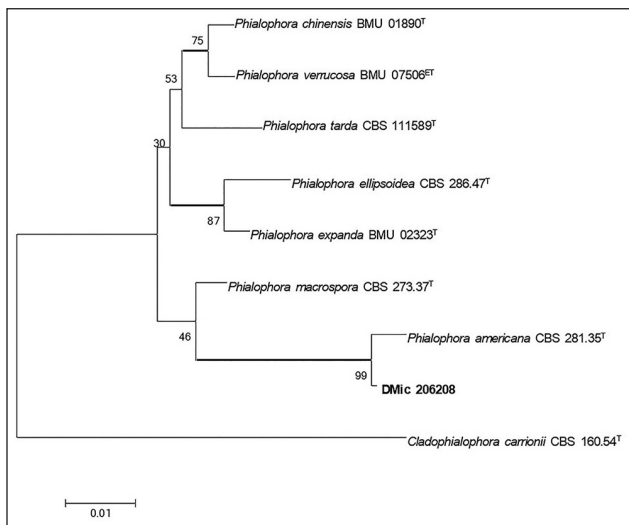 Phialophora chinensis BMU 01890T
75
Phialophora verrucosa BMU 07506ET
53
Phialophora tarda CBS 111589T
30
Phialophora ellipsoidea CBS 286.47T
87
Phialophora expanda BMU 02323T
Phialophora macrospora CBS 273.37T
46
Phialophora americana CBS 281.35T
99
DMic 206208
Cladophialophora carrionii CBS 160.54T
0.01